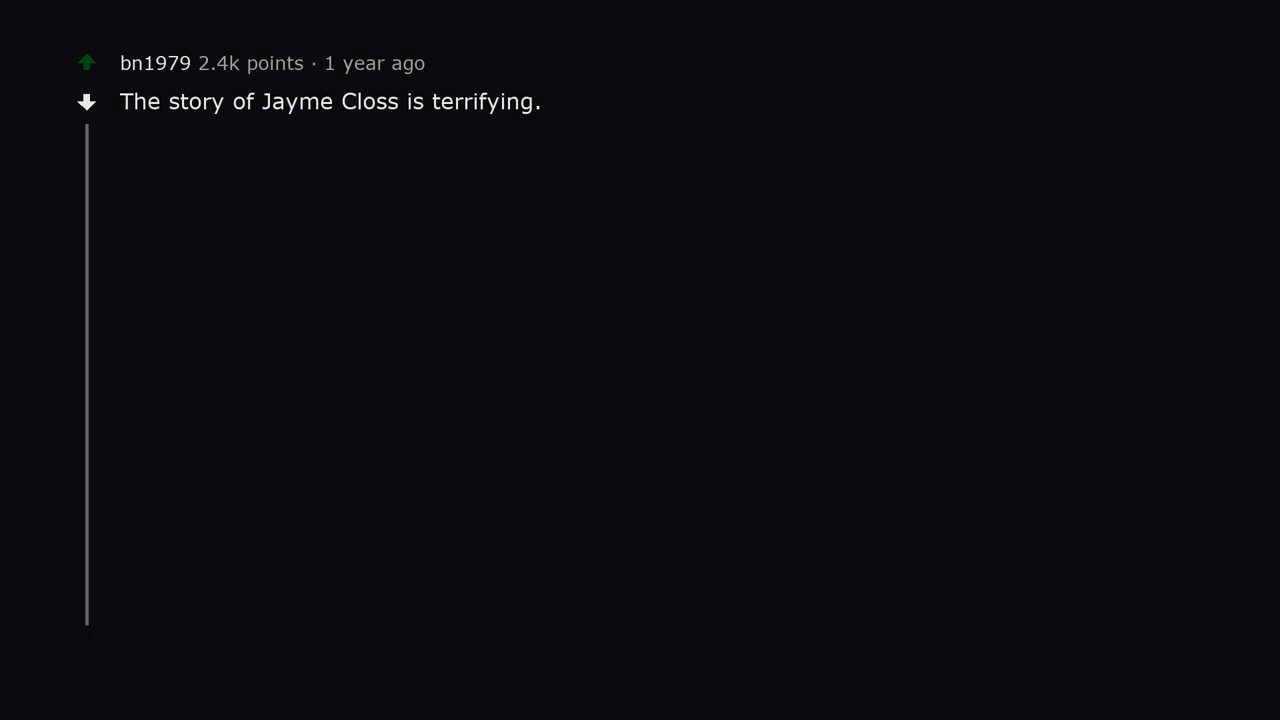 bn1979 2.4k points · 1 year ago
The story of Jayme Closs is terrifying.